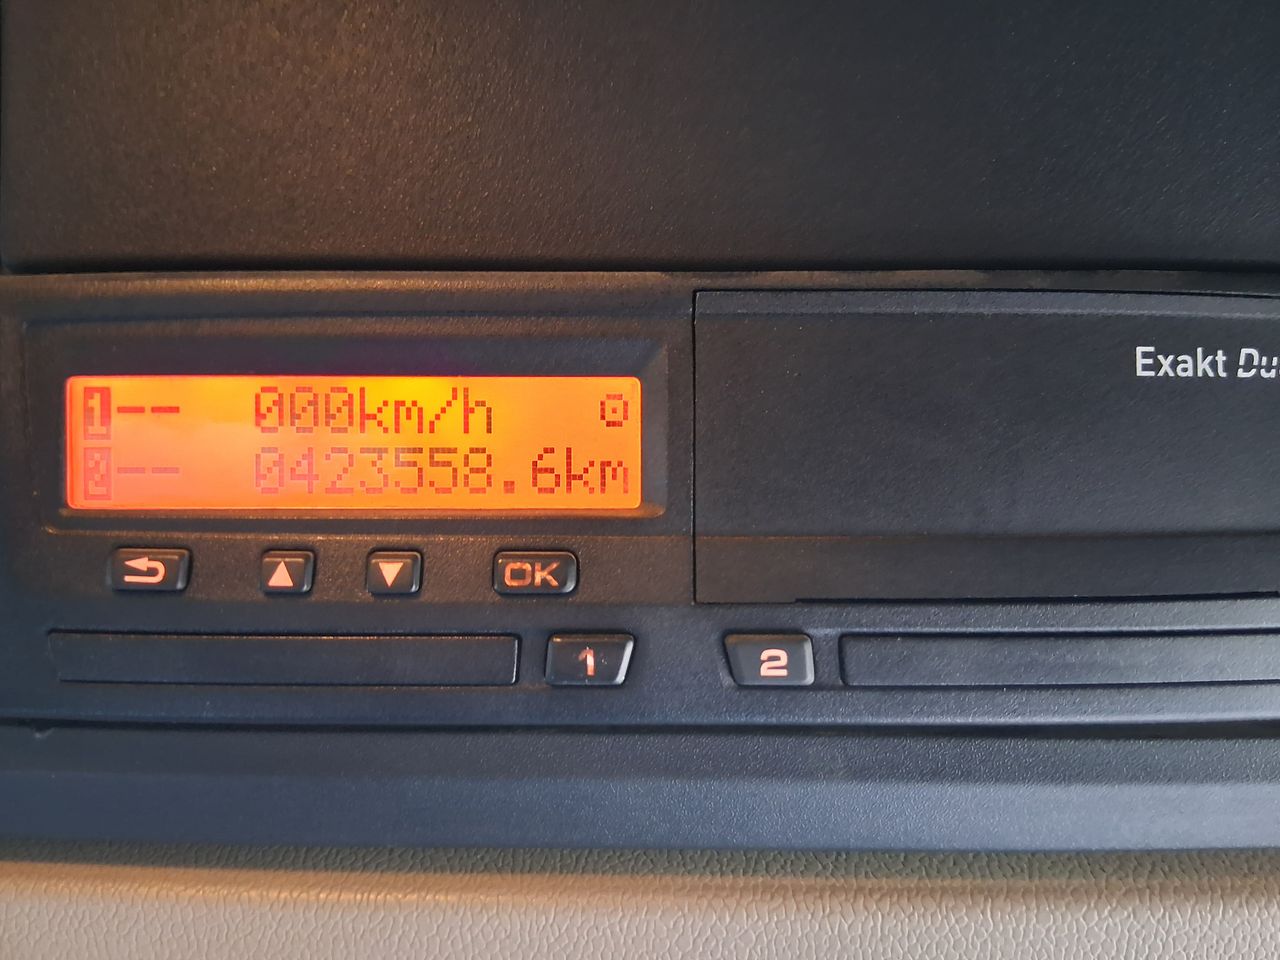 1-- 000km/h
2-- 0423558.6km
Exakt
OK
1
2